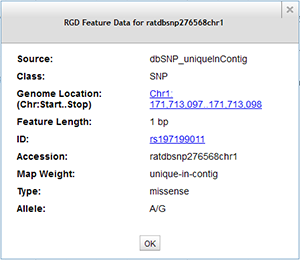 RGD Feature Data for ratdbsnp276568chr1
Source: dbSNP_uniqueInContig
Class: SNP
Genome Location: Chr1:
(Chr:Start..Stop) 171,713,097..171,713,098
Feature Length: 1 bp
ID: rs197199011
Accession: ratdbsnp276568chr1
Map Weight: unique-in-contig
Type: missense
Allele: A/G
OK